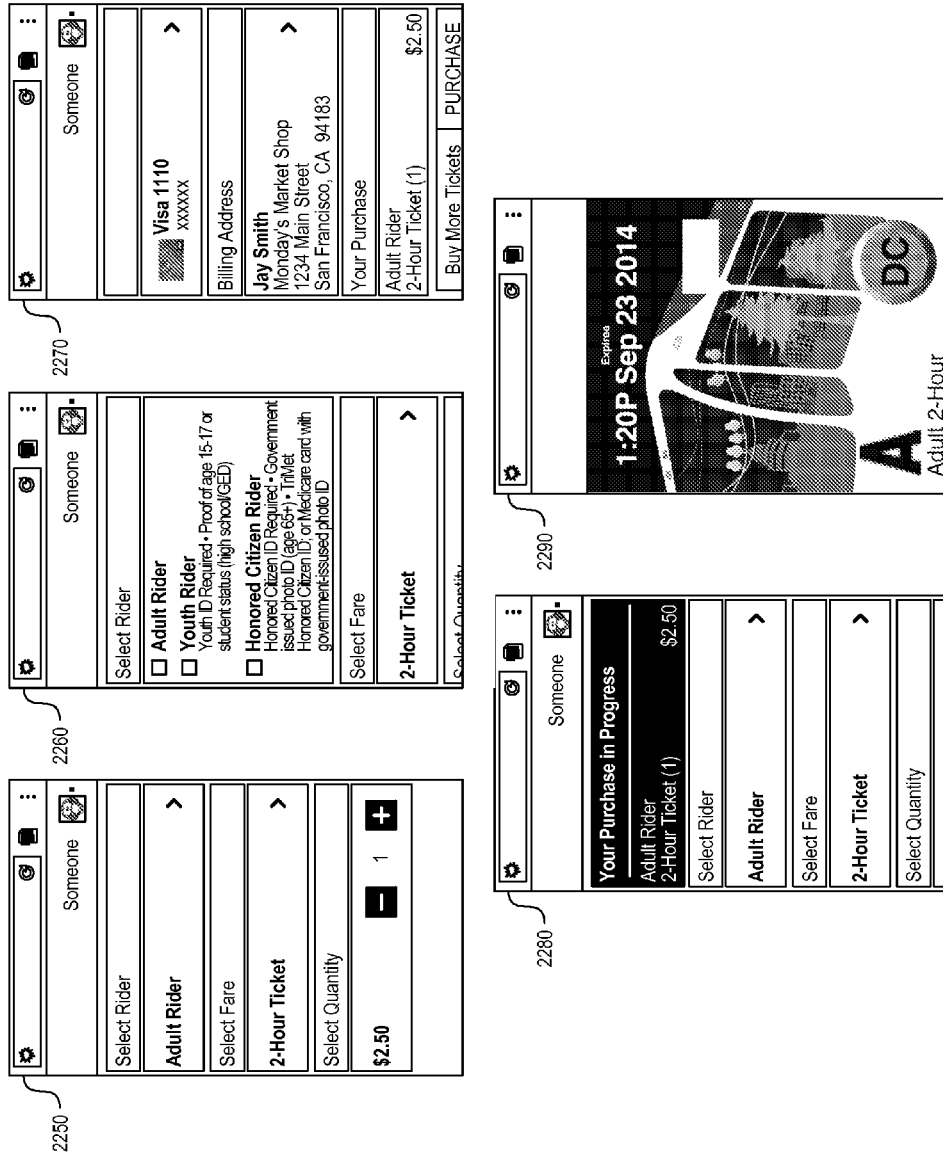 2250
Someone
Select Rider
Adult Rider
Select Fare
2-Hour Ticket
Select Quantity
$2.50
1
2260
Someone
Select Rider
Adult Rider
Youth Rider
Youth ID Required • Proof of age 15-17 or
student status (high school/GED)
Honored Citizen Rider
Honored Citizen ID Required • Government
issued photo ID (age 65+) • TriMet
Honored Citizen ID, or Medicare card with
government-issused photo ID
Select Fare
2-Hour Ticket
Select Quantity
2270
Someone
Visa 1110
xxxxxx
Billing Address
Jay Smith
Monday's Market Shop
1234 Main Street
San Francisco, CA 94183
Your Purchase
Adult Rider
2-Hour Ticket (1) $2.50
Buy More Tickets PURCHASE
2280
Someone
Your Purchase in Progress
Adult Rider
2-Hour Ticket (1) $2.50
Select Rider
Adult Rider
Select Fare
2-Hour Ticket
Select Quantity
2290
Expires
1:20P Sep 23 2014
DC
A
Adult 2-Hour